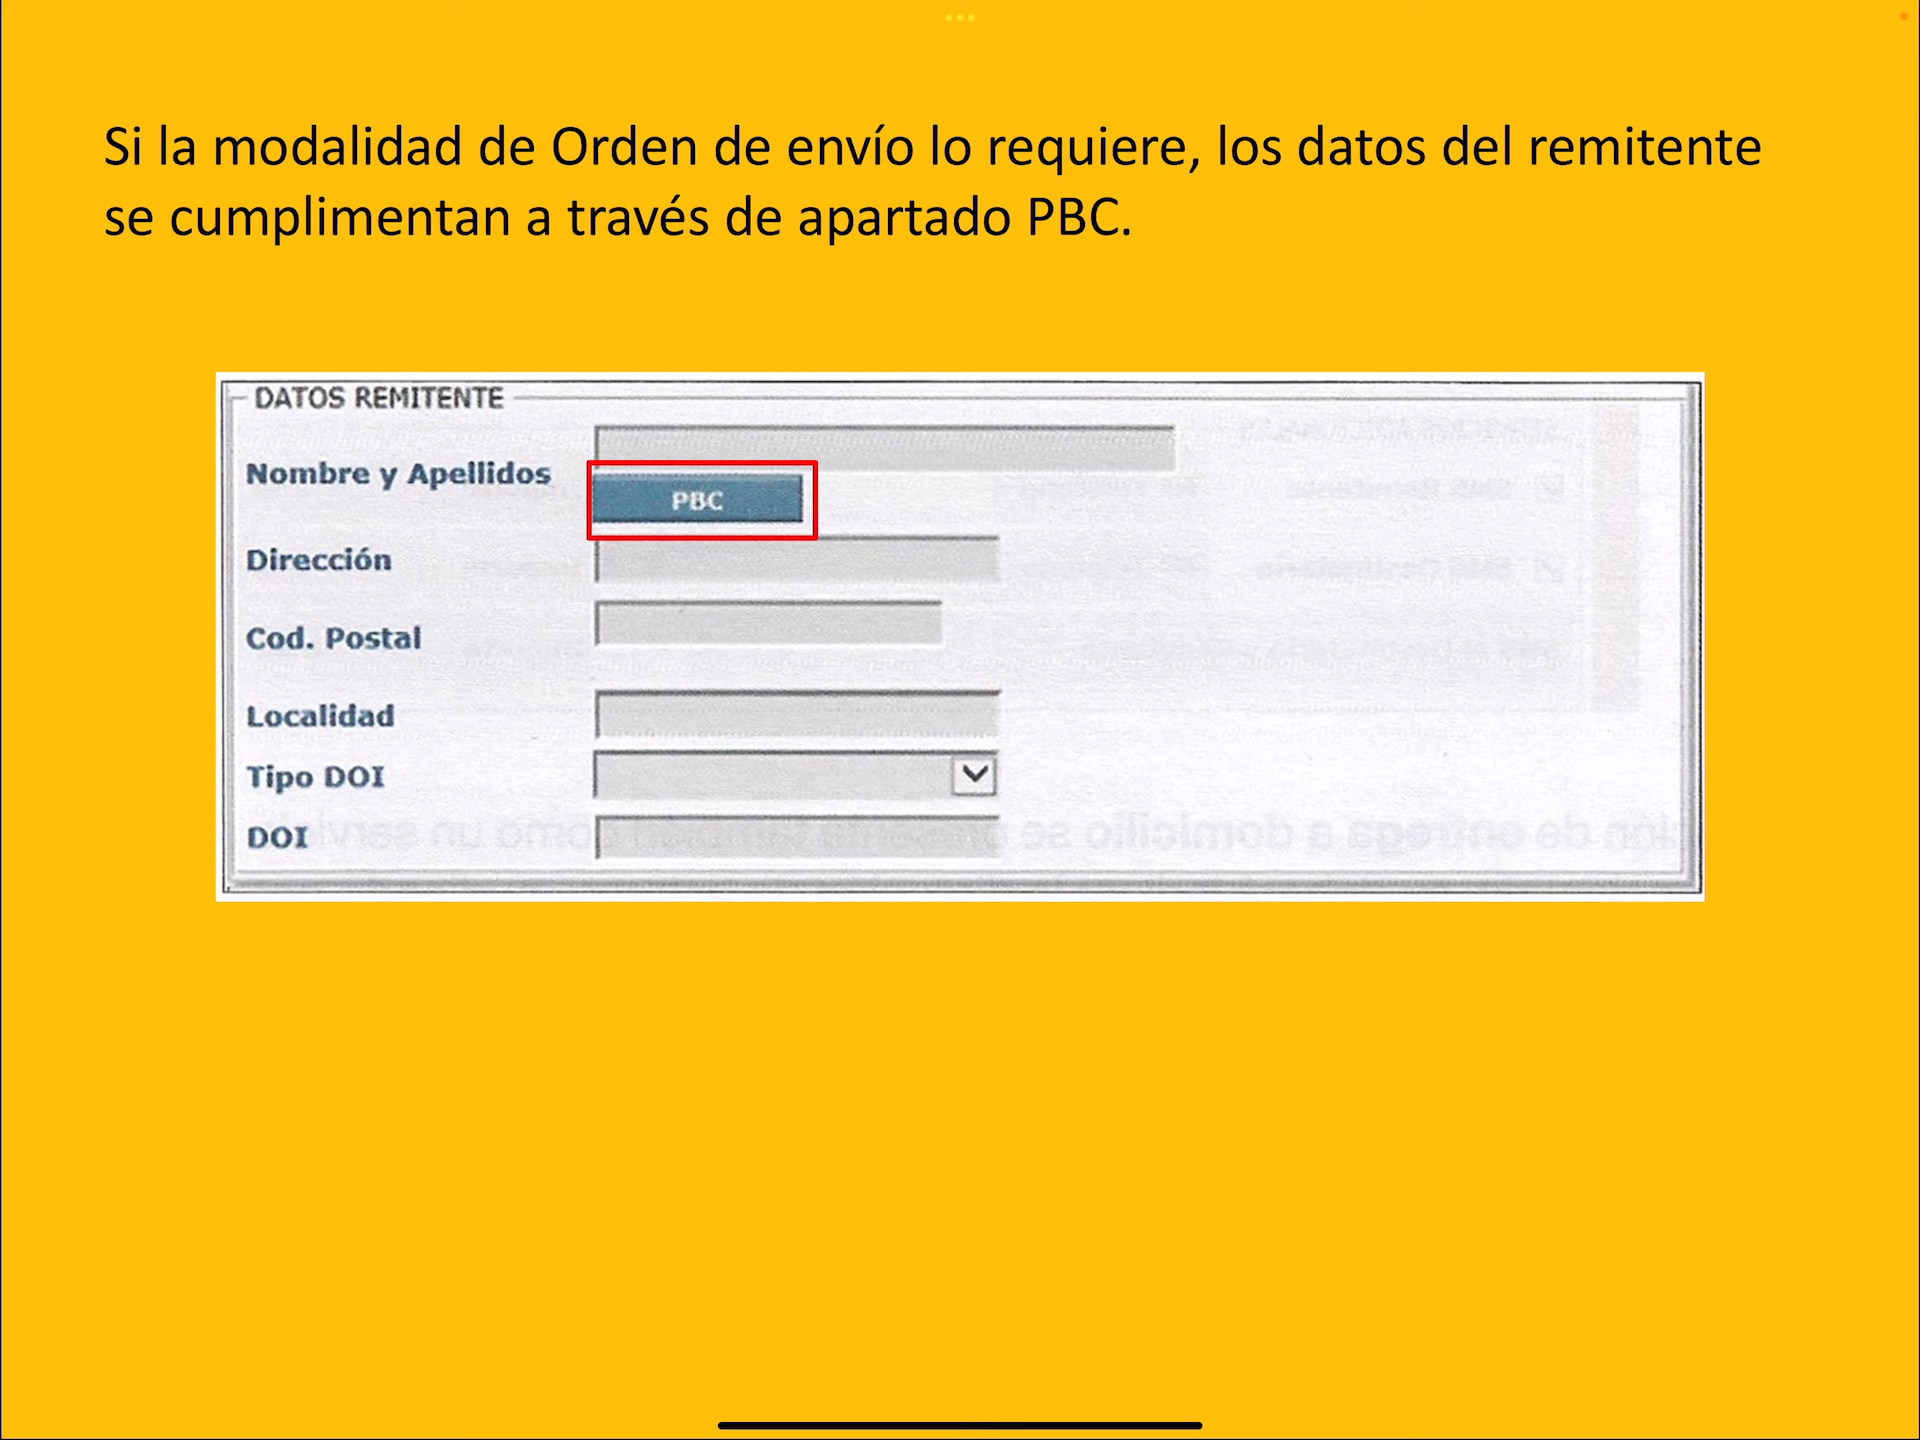 Si la modalidad de Orden de envío lo requiere, los datos del remitente
se cumplimentan a través de apartado PBC.
DATOS REMITENTE
Nombre y Apellidos
PBC
Dirección
Cod. Postal
Localidad
Tipo DOI
DOI